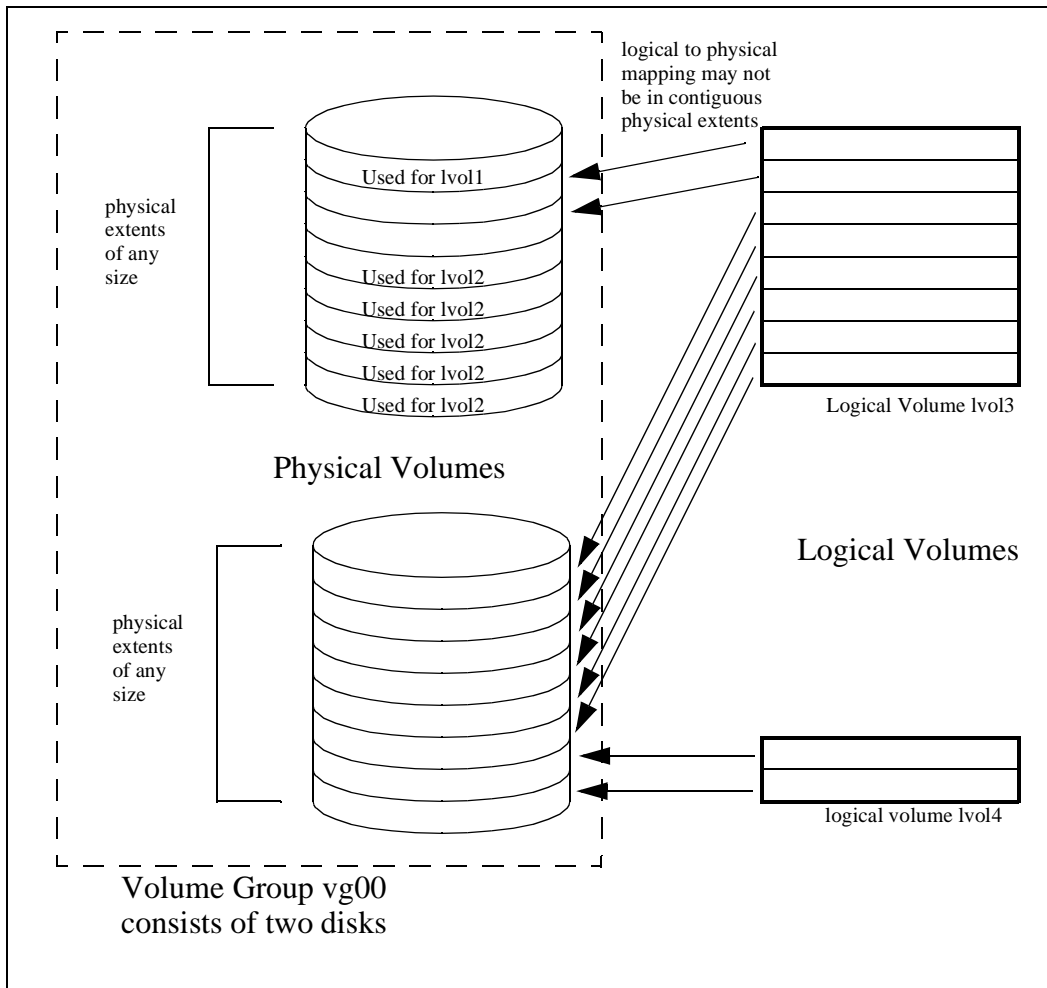 logical to physical
mapping may not
be in contiguous
physical extents
Used for lvol1
physical
extents
of any
size
Used for lvol2
Used for lvol2
Used for lvol2
Used for lvol2
Used for lvol2
Logical Volume lvol3
Physical Volumes
Logical Volumes
physical
extents
of any
size
logical volume lvol4
Volume Group vg00
consists of two disks